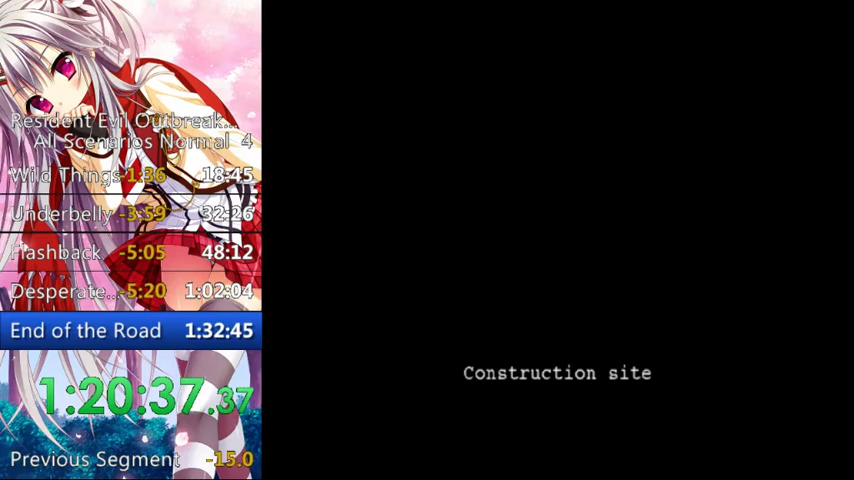 Resident Evil Outbreak...
All Scenarios Normal 4
Wild Things -1:36 18:45
Underbelly -3:59 32:26
Flashback -5:05 48:12
Desperate... -5:20 1:02:04
End of the Road 1:32:45
1:20:37.37
Previous Segment -15.0
Construction site